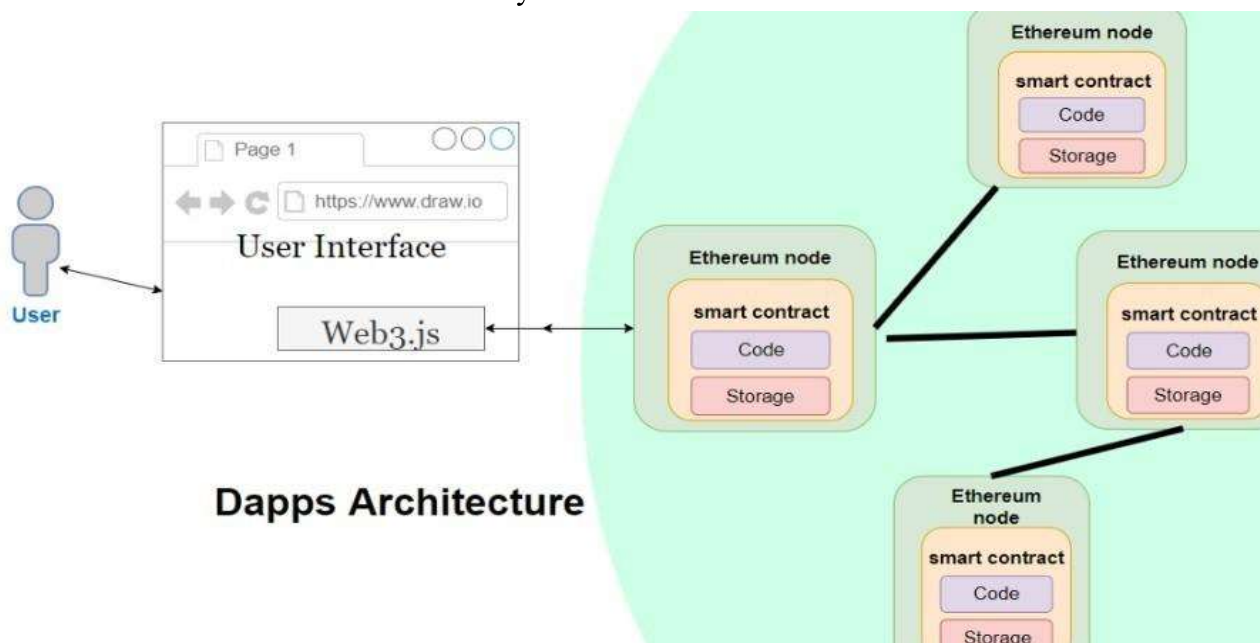 Ethereum node
smart contract
Code
Storage
Page 1
https://www.draw.io
User Interface
Web3.js
User
Ethereum node
smart contract
Code
Storage
Ethereum node
smart contract
Code
Storage
Dapps Architecture
Ethereum
node
smart contract
Code
Storage